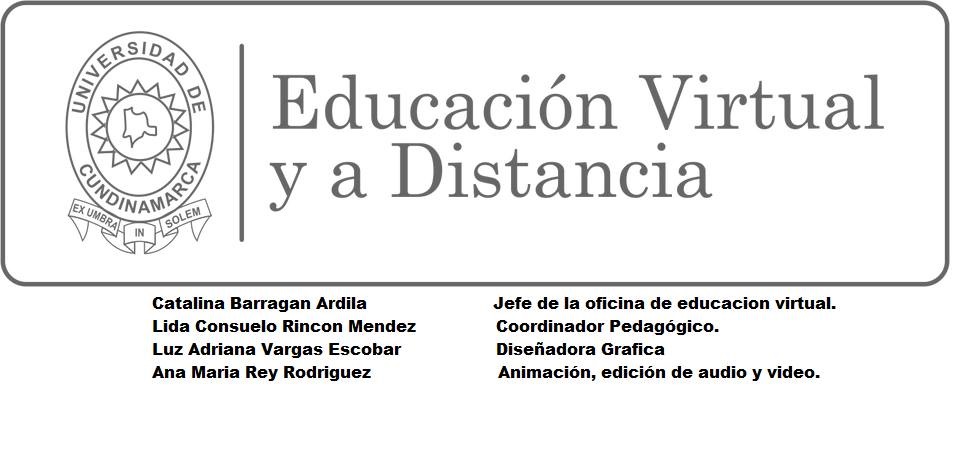 UNIVERSIDAD DE
CUNDINAMARCA
EX UMBRA
IN
SOLEM
Educación Virtual
y a Distancia
Catalina Barragan Ardila Jefe de la oficina de educacion virtual.
Lida Consuelo Rincon Mendez Coordinador Pedagógico.
Luz Adriana Vargas Escobar Diseñadora Grafica
Ana Maria Rey Rodriguez Animación, edición de audio y video.